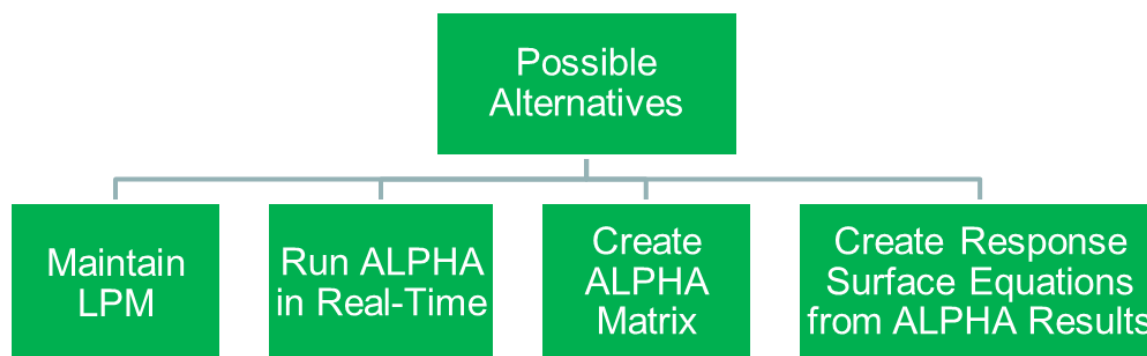 Possible
Alternatives
Maintain
LPM
Run ALPHA
in Real-Time
Create
ALPHA
Matrix
Create Response
Surface Equations
from ALPHA Results